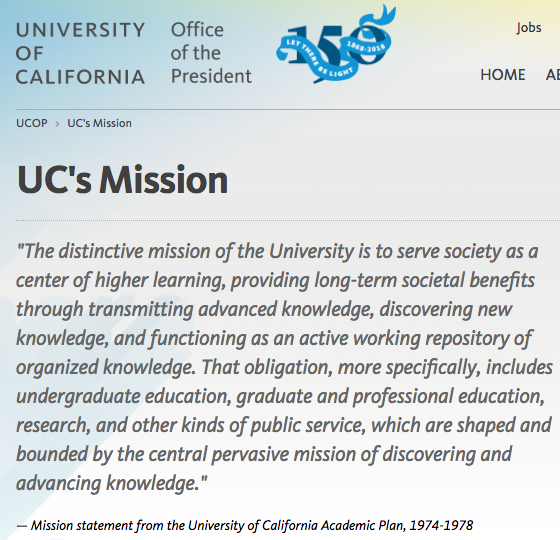 UNIVERSITY
OF
CALIFORNIA
Office
of the
President
150
LET THERE BE LIGHT
1868-2018
Jobs
HOME AB
UCOP > UC's Mission
UC's Mission
"The distinctive mission of the University is to serve society as a
center of higher learning, providing long-term societal benefits
through transmitting advanced knowledge, discovering new
knowledge, and functioning as an active working repository of
organized knowledge. That obligation, more specifically, includes
undergraduate education, graduate and professional education,
research, and other kinds of public service, which are shaped and
bounded by the central pervasive mission of discovering and
advancing knowledge."
— Mission statement from the University of California Academic Plan, 1974-1978